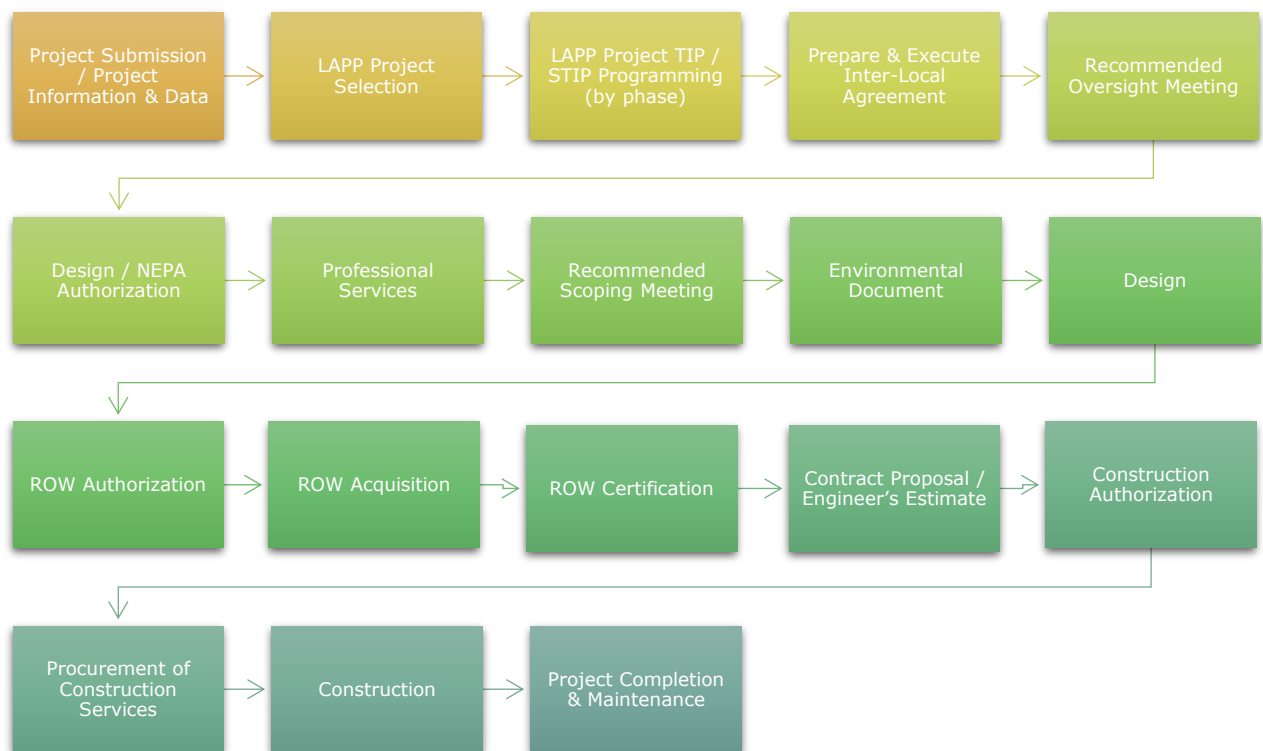 Project Submission
/ Project
Information & Data
LAPP Project
Selection
LAPP Project TIP /
STIP Programming
(by phase)
Prepare & Execute
Inter-Local
Agreement
Recommended
Oversight Meeting
Design / NEPA
Authorization
Professional
Services
Recommended
Scoping Meeting
Environmental
Document
Design
ROW Authorization
ROW Acquisition
ROW Certification
Contract Proposal /
Engineer’s Estimate
Construction
Authorization
Procurement of
Construction
Services
Construction
Project Completion
& Maintenance